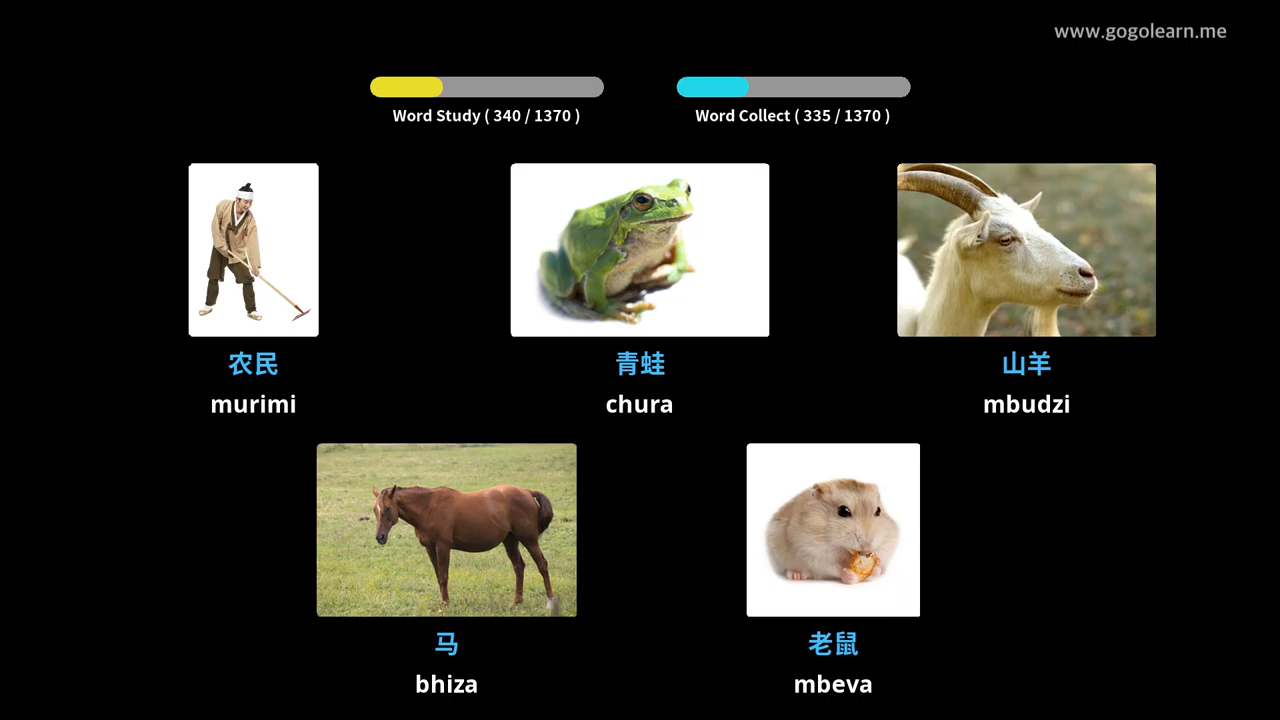 www.gogolearn.me
Word Study ( 340 / 1370 )
Word Collect ( 335 / 1370 )
农民
青蛙
山羊
murimi
chura
mbudzi
马
老鼠
bhiza
mbeva